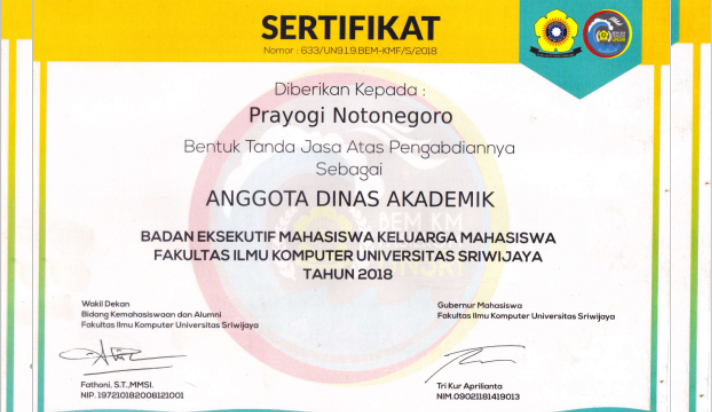 SERTIFIKAT
Nomor : 633/UN9.1.9.BEM-KMF/S/2018
Diberikan Kepada :
Prayogi Notonegoro
Bentuk Tanda Jasa Atas Pengabdiannya
Sebagai
ANGGOTA DINAS AKADEMIK
BEM KM
BADAN EKSEKUTIF MAHASISWA KELUARGA MAHASISWA
FAKULTAS ILMU KOMPUTER UNIVERSITAS SRIWIJAYA
TAHUN 2018
Wakil Dekan
Bidang Kemahasiswaan dan Alumni
Fakultas Ilmu Komputer Universitas Sriwijaya
Fathoni, S.T.,MMSI.
NIP. 197210182008121001
Gubernur Mahasiswa
Fakultas Ilmu Komputer Universitas Sriwijaya
Tri Kur Aprilianta
NIM.09021181419013